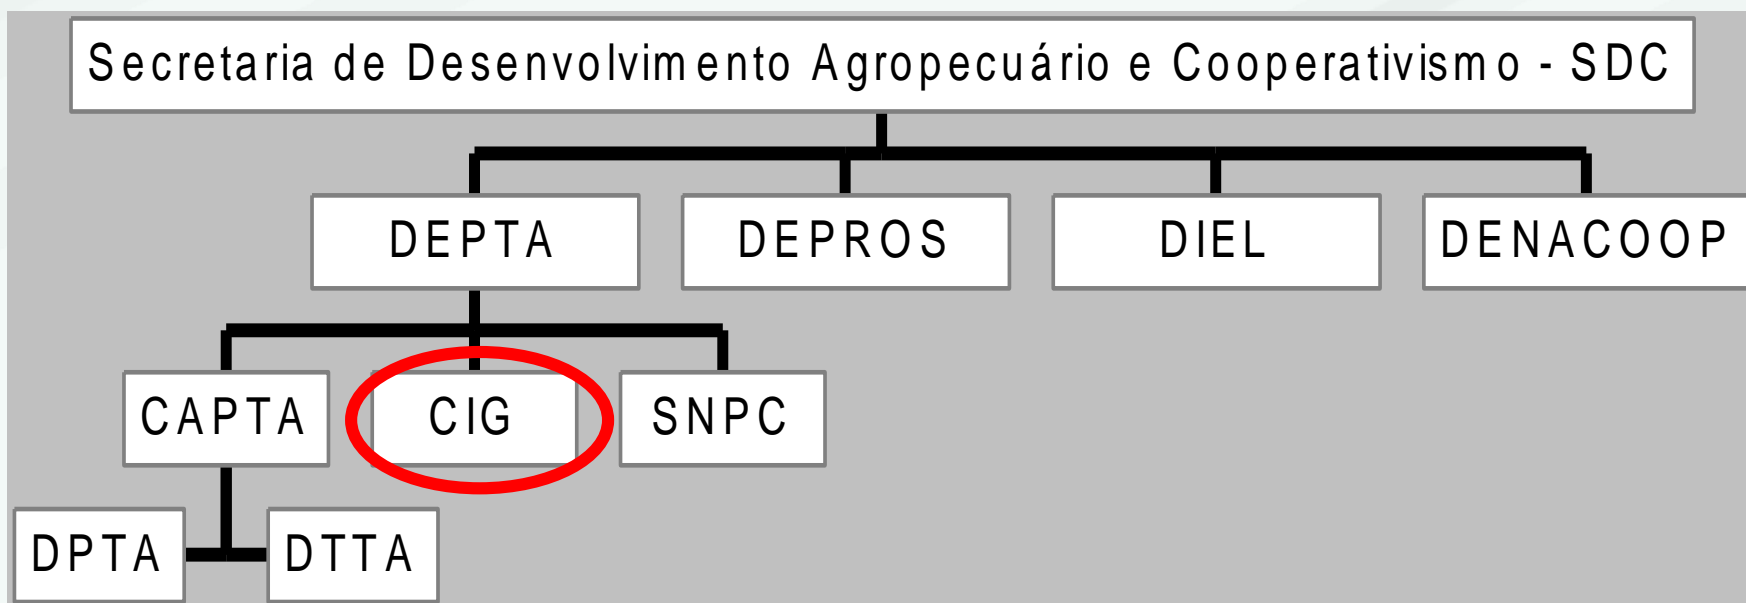 Secretaria de Desenvolvimento Agropecuário e Cooperativismo - SDC
DEPTA
DEPROS
DIEL
DENACOOP
CAPTA
CIG
SNPC
DPTA
DTTA